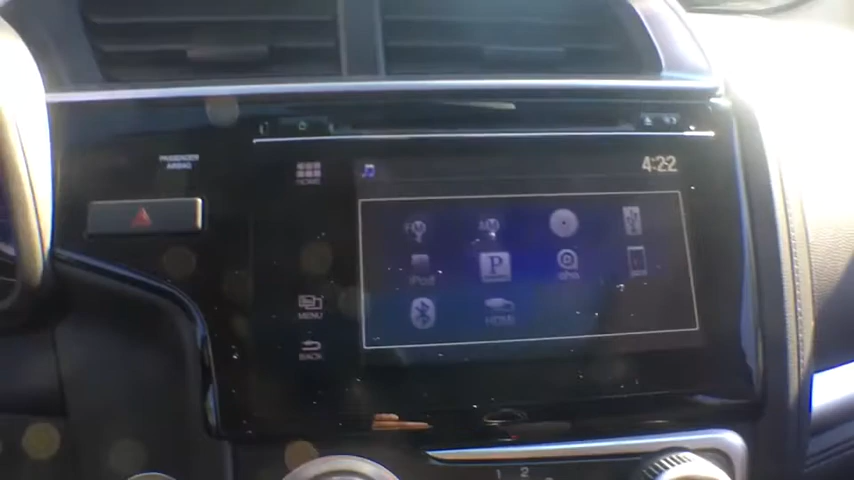 PASSENGER
AIRBAG
HOME
4:22
FM
AM
iPod
P
aha
HDMI
MENU
BACK
1
2